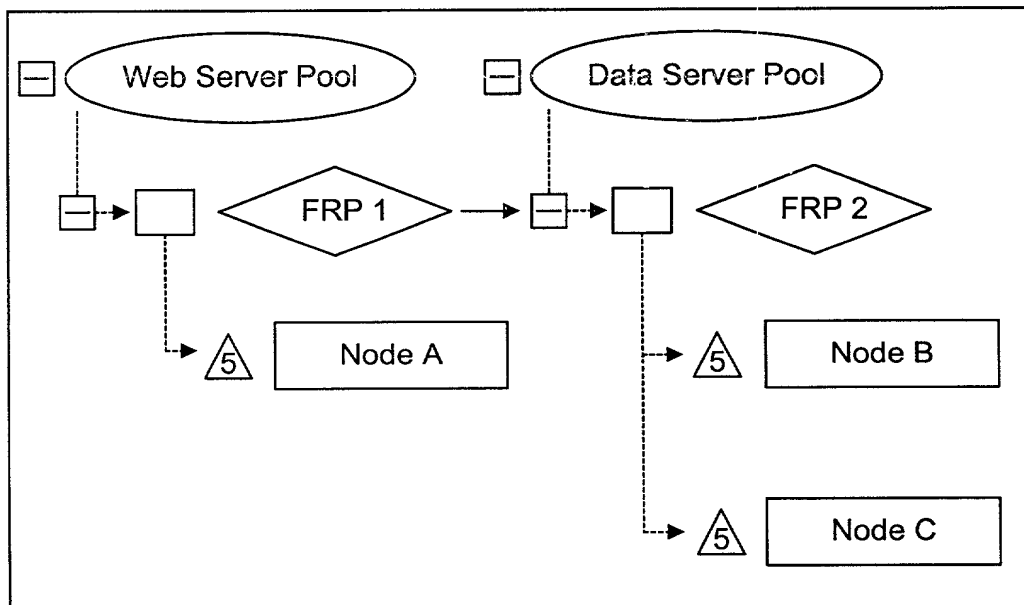 Web Server Pool
Data Server Pool
FRP 1
FRP 2
5
Node A
5
Node B
5
Node C